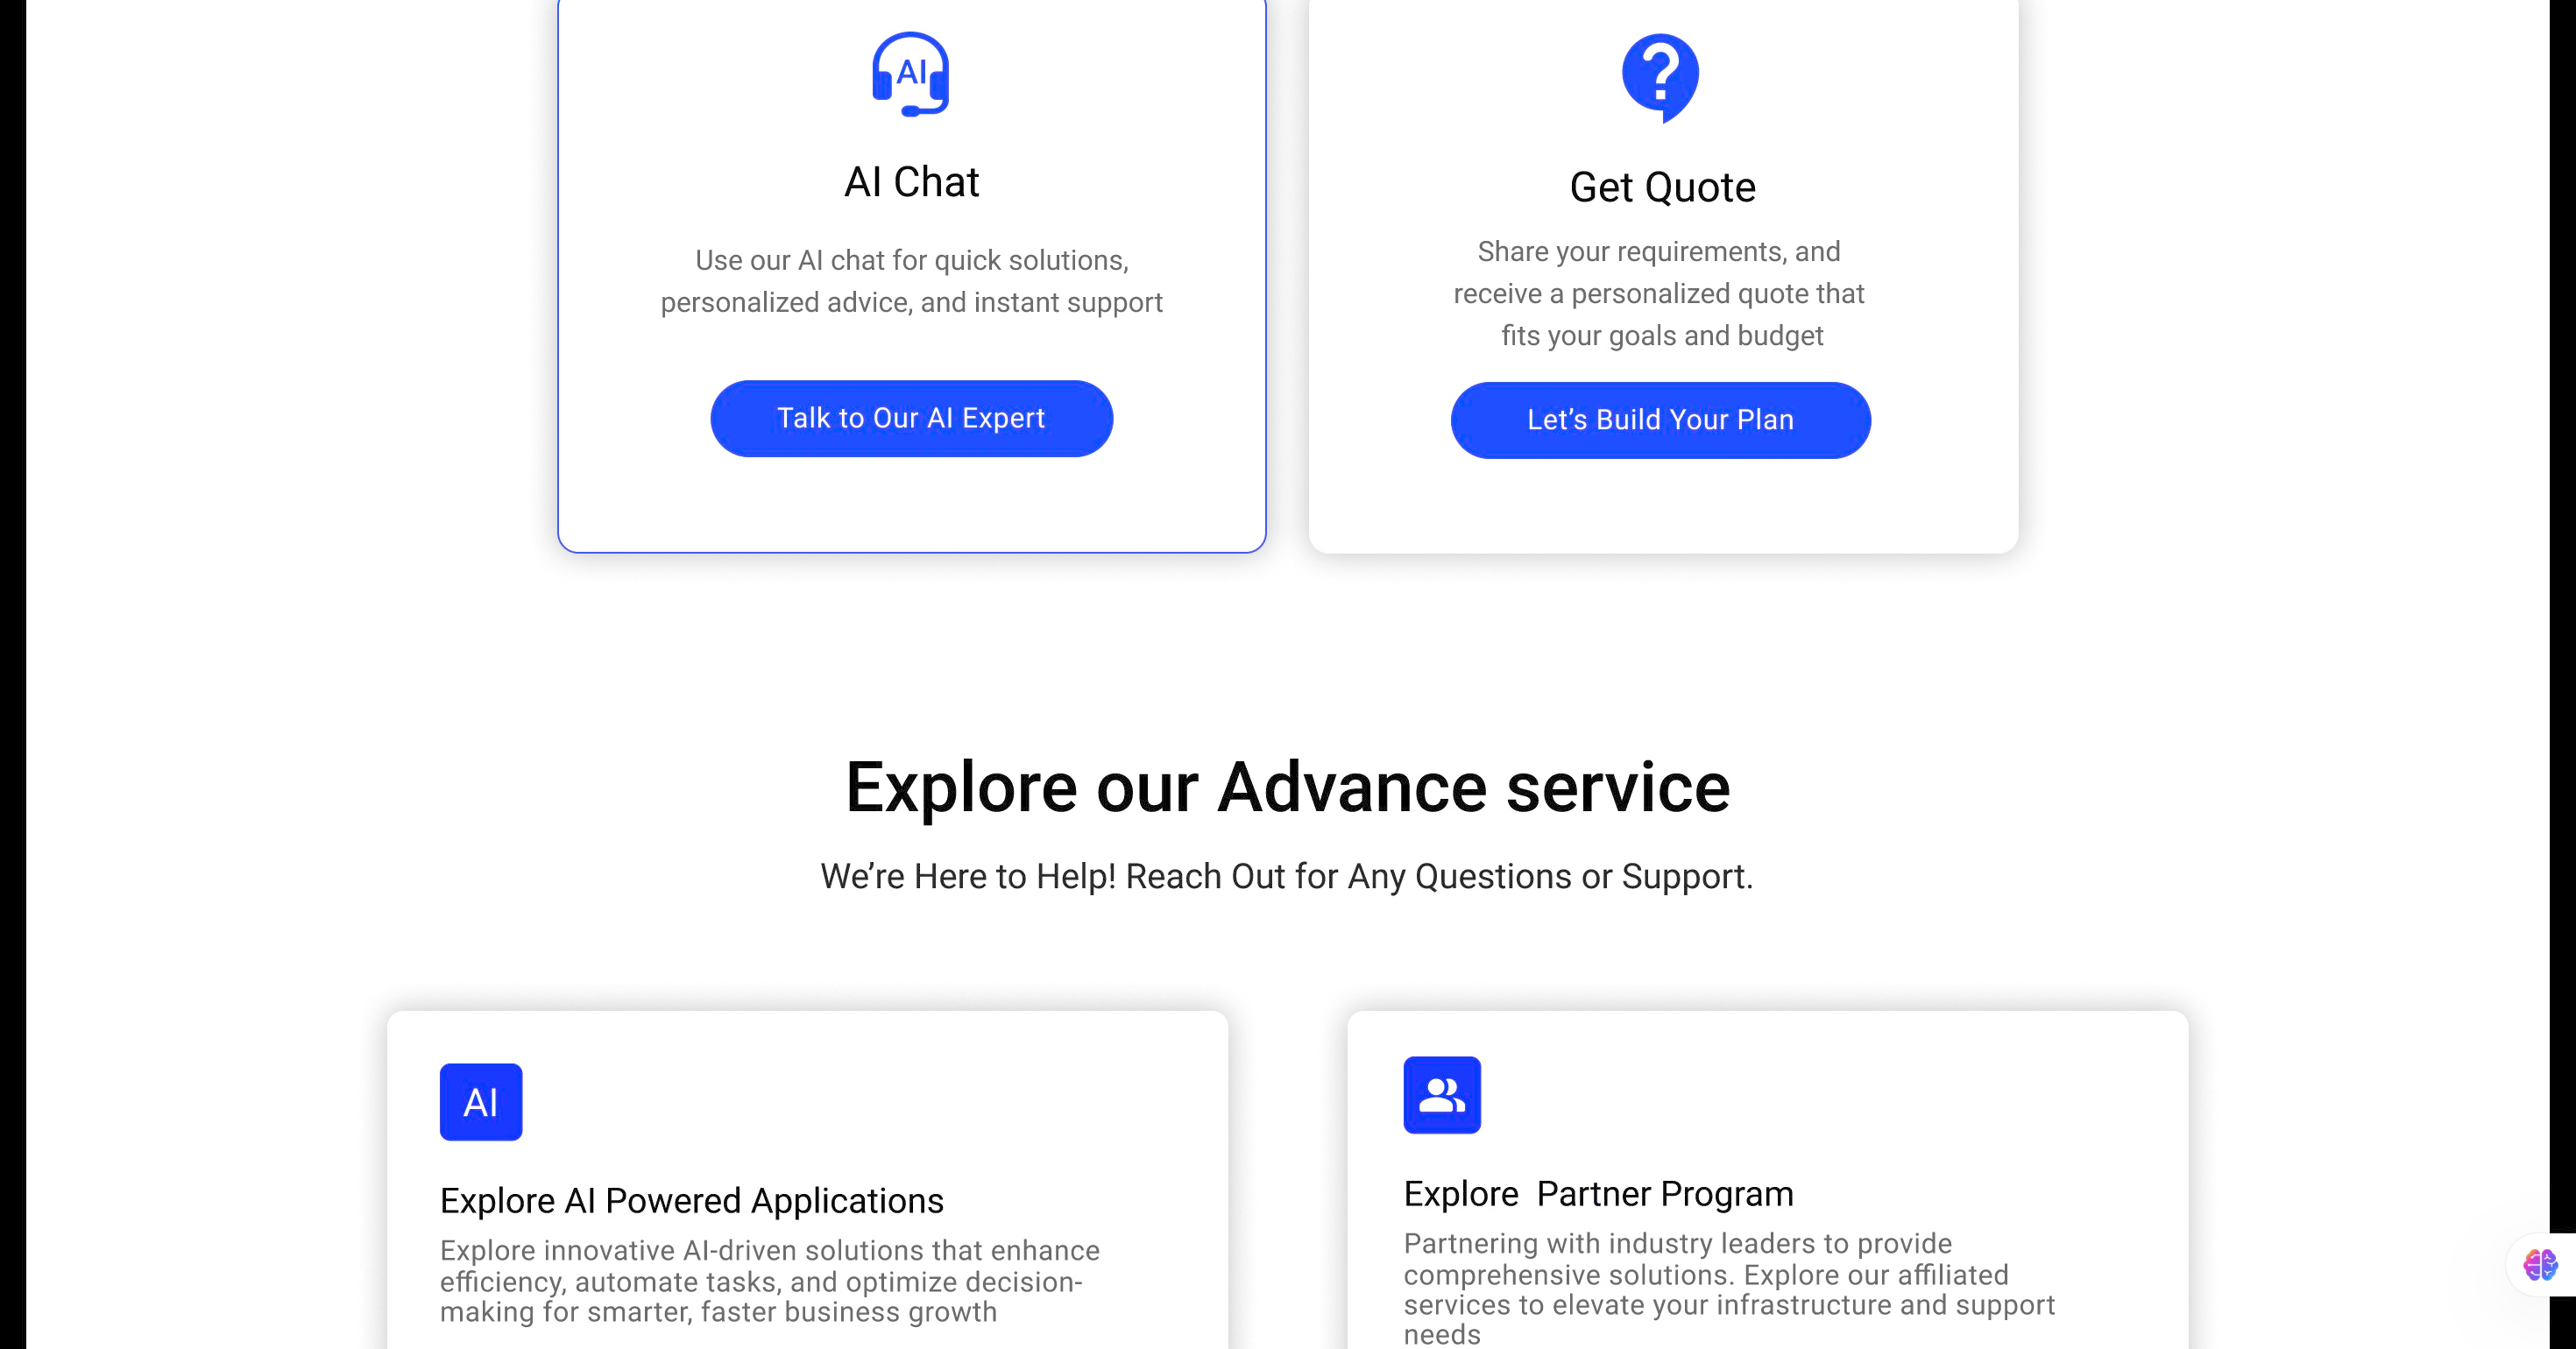 AI
AI Chat
Use our AI chat for quick solutions,
personalized advice, and instant support
Talk to Our AI Expert
?
Get Quote
Share your requirements, and
receive a personalized quote that
fits your goals and budget
Let’s Build Your Plan
Explore our Advance service
We’re Here to Help! Reach Out for Any Questions or Support.
AI
Explore AI Powered Applications
Explore innovative AI-driven solutions that enhance
efficiency, automate tasks, and optimize decision-
making for smarter, faster business growth
Explore  Partner Program
Partnering with industry leaders to provide
comprehensive solutions. Explore our affiliated
services to elevate your infrastructure and support
needs